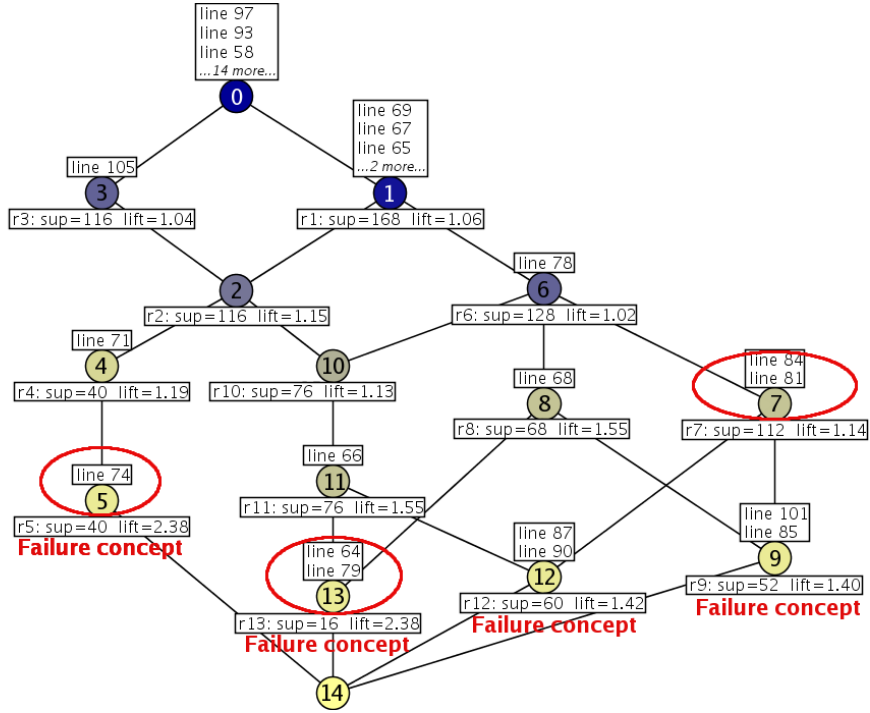 line 97
line 93
line 58
...14 more...
0
line 69
line 67
line 65
...2 more...
line 105
3
1
r3: sup=116 lift=1.04
r1: sup=168 lift=1.06
line 78
2
6
r2: sup=116 lift=1.15
r6: sup=128 lift=1.02
line 71
4
10
line 84
line 81
line 68
r4: sup=40 lift=1.19
r10: sup=76 lift=1.13
8
7
r8: sup=68 lift=1.55
r7: sup=112 lift=1.14
line 66
line 74
11
5
r11: sup=76 lift=1.55
line 101
line 85
r5: sup=40 lift=2.38
Failure concept
line 87
line 90
line 64
line 79
9
12
r9: sup=52 lift=1.40
Failure concept
13
r12: sup=60 lift=1.42
Failure concept
r13: sup=16 lift=2.38
Failure concept
14